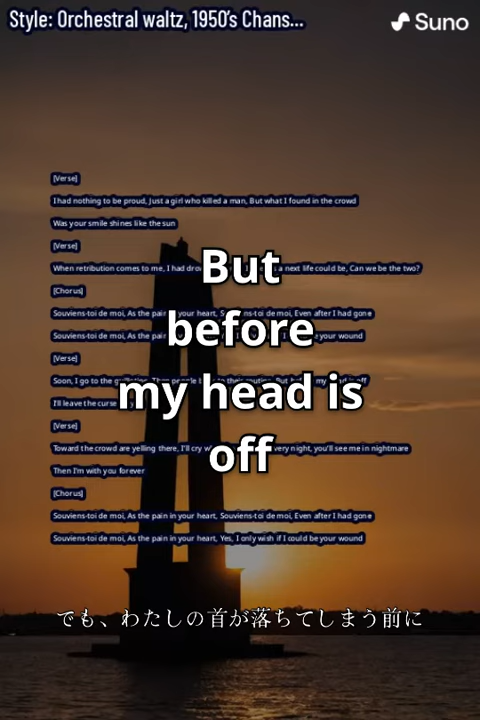 Style: Orchestral waltz, 1950's Chans...
Suno
[Verse]
I had nothing to be proud, Just a girl who killed a man, But what I found in the crowd
Was your smile shines like the sun
[Verse]
When retribution comes to me, I had a next life could be, Can we be the two?
[Chorus]
Souviens-toi de moi, As the pain in your heart, Souviens-toi de moi, Even after I had gone
Souviens-toi de moi, As the pain your wound
[Verse]
Soon, I go to the my off
I'll leave the curse
[Verse]
Toward the crowd are yelling there, I'll cry very night, you'll see me in nightmare
Then I'm with you forever
[Chorus]
Souviens-toi de moi, As the pain in your heart, Souviens-toi de moi, Even after I had gone
Souviens-toi de moi, As the pain in your heart, Yes, I only wish if I could be your wound
But
before
my head is
off
でも、わたしの首が落ちてしまう前に